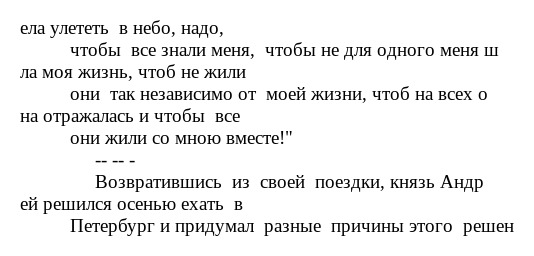 ела улететь  в небо, надо,
чтобы  все знали меня,  чтобы не для одного меня ш
ла моя жизнь, чтоб не жили
они  так независимо от  моей жизни, чтоб на всех о
на отражалась и чтобы  все
они жили со мною вместе!"
-- -- -
Возвратившись  из  своей  поездки, князь Андр
ей решился осенью ехать  в
Петербург и придумал  разные  причины этого  решен